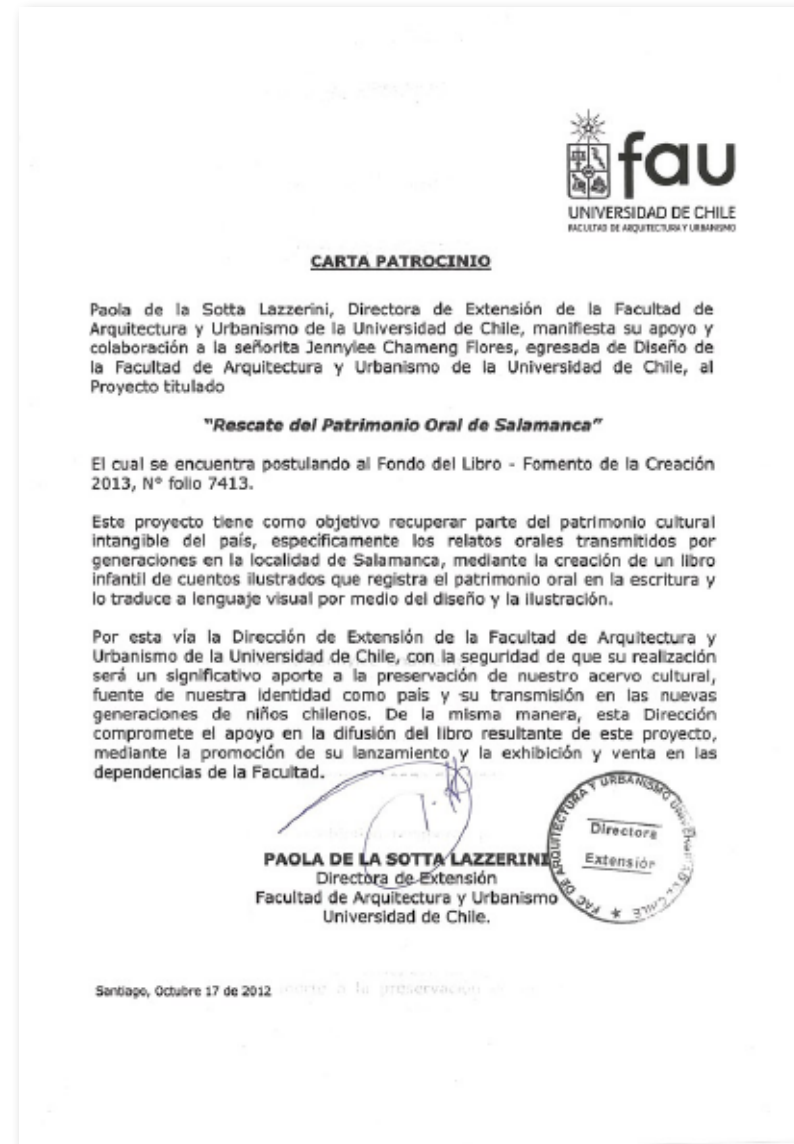 fau
UNIVERSIDAD DE CHILE
FACULTAD DE ARQUITECTURA Y URBANISMO
CARTA PATROCINIO
Paola de la Sotta Lazzerini, Directora de Extensión de la Facultad de
Arquitectura y Urbanismo de la Universidad de Chile, manifiesta su apoyo y
colaboración a la señorita Jennylee Chameng Flores, egresada de Diseño de
la Facultad de Arquitectura y Urbanismo de la Universidad de Chile, al
Proyecto titulado
"Rescate del Patrimonio Oral de Salamanca"
El cual se encuentra postulando al Fondo del Libro - Fomento de la Creación
2013, N° folio 7413.
Este proyecto tiene como objetivo recuperar parte del patrimonio cultural
intangible del país, específicamente los relatos orales transmitidos por
generaciones en la localidad de Salamanca, mediante la creación de un libro
infantil de cuentos ilustrados que registra el patrimonio oral en la escritura y
lo traduce a lenguaje visual por medio del diseño y la ilustración.
Por esta vía la Dirección de Extensión de la Facultad de Arquitectura y
Urbanismo de la Universidad de Chile, con la seguridad de que su realización
será un significativo aporte a la preservación de nuestro acervo cultural,
fuente de nuestra identidad como país y su transmisión en las nuevas
generaciones de niños chilenos. De la misma manera, esta Dirección
compromete el apoyo en la difusión del libro resultante de este proyecto,
mediante la promoción de su lanzamiento y la exhibición y venta en las
dependencias de la Facultad.
FAC DE ARQUITECTURA Y URBANISMO UNIVERSIDAD DE CHILE
Directora
Extensión
PAOLA DE LA SOTTA LAZZERINI
Directora de Extensión
Facultad de Arquitectura y Urbanismo
Universidad de Chile.
Santiago, Octubre 17 de 2012
a la preservación